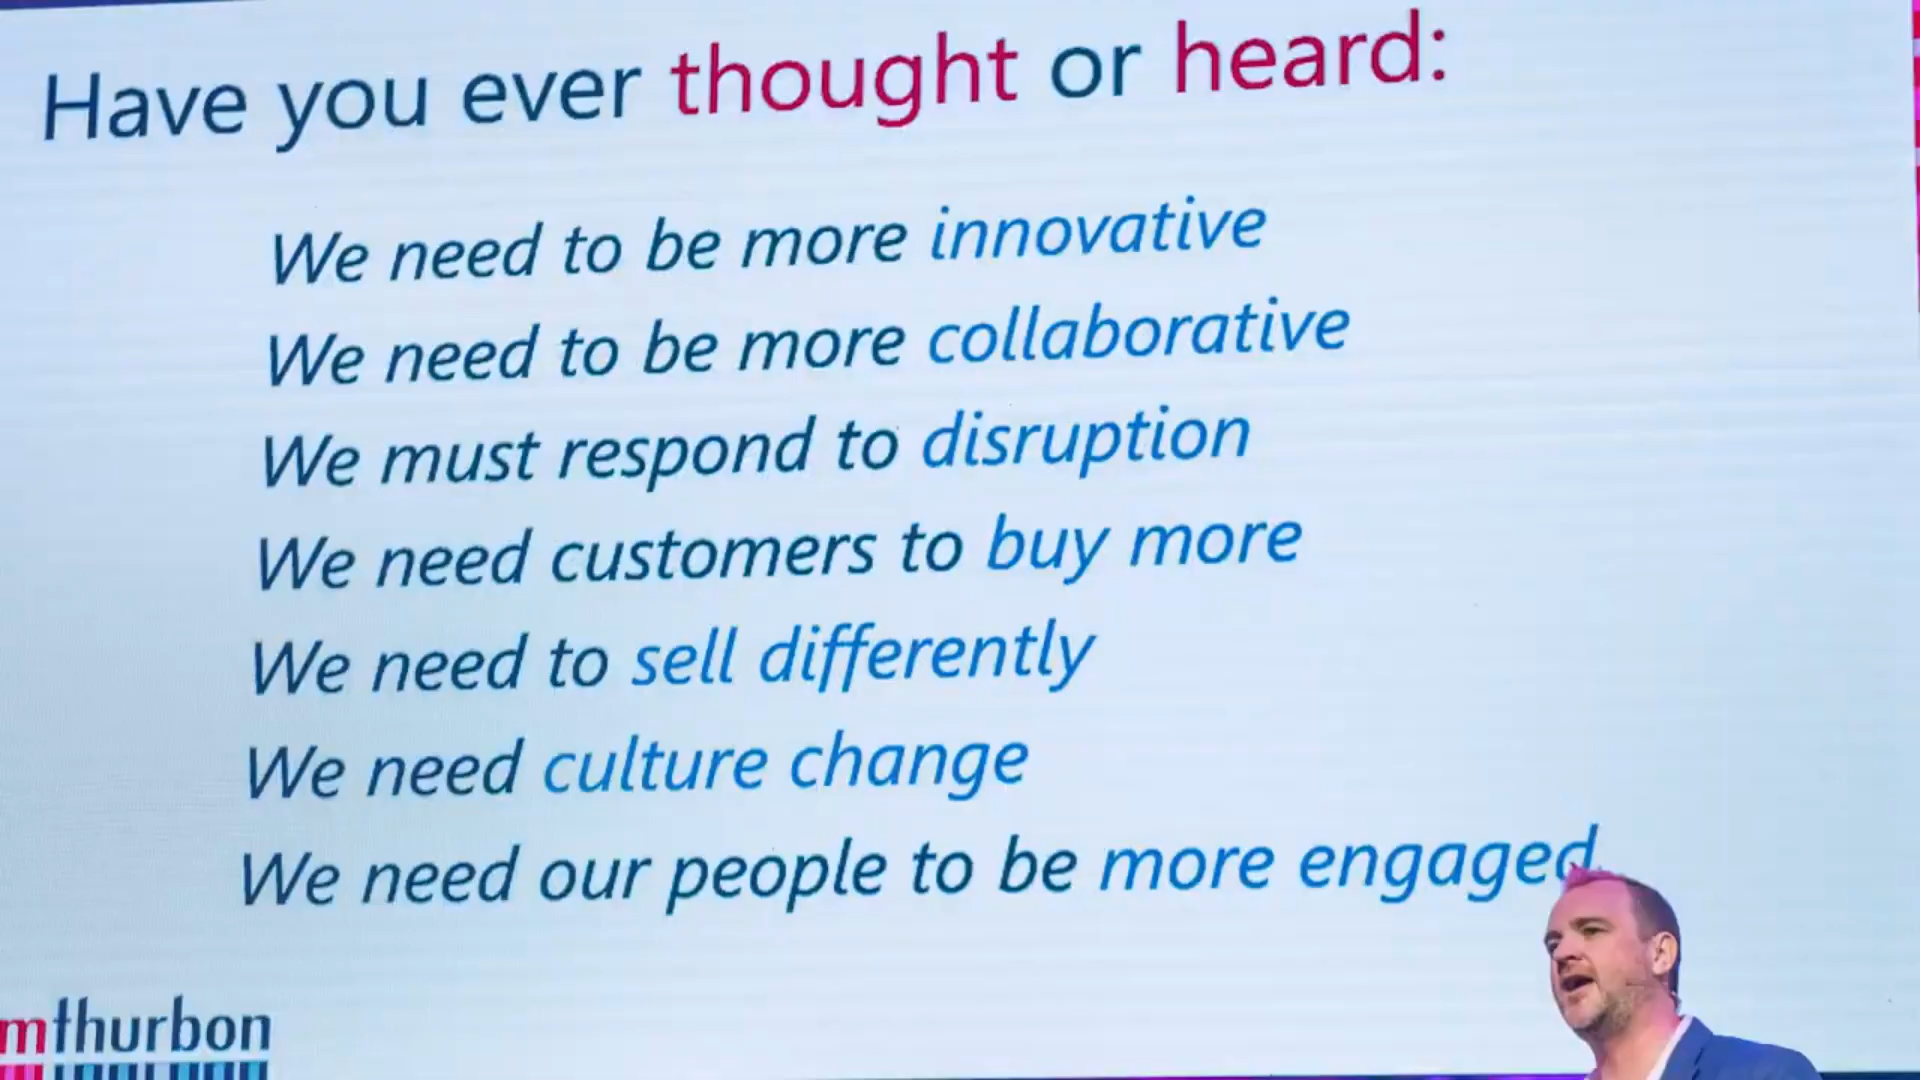 Have you ever thought or heard:
We need to be more innovative
We need to be more collaborative
We must respond to disruption
We need customers to buy more
We need to sell differently
We need culture change
We need our people to be more engaged
mthurbon